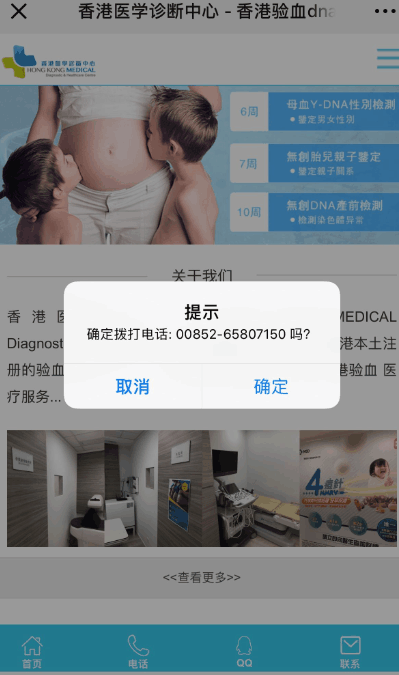 香港医学诊断中心 - 香港验血dna
香港醫學診斷中心
HONG KONG MEDICAL
Diagnostic & Healthcare Centre
6周
母血Y-DNA性別檢測
鑒定男女性別
7周
無創胎兒親子鑒定
鑒定親子關系
10周
無創DNA產前檢測
檢測染色體異常
关于我们
香 港 医
MEDICAL
Diagnost
港本土注
册的验血
港验血 医
疗服务...
提示
确定拨打电话: 00852-65807150 吗?
取消
确定
4
<<查看更多>>
首页
电话
QQ
联系